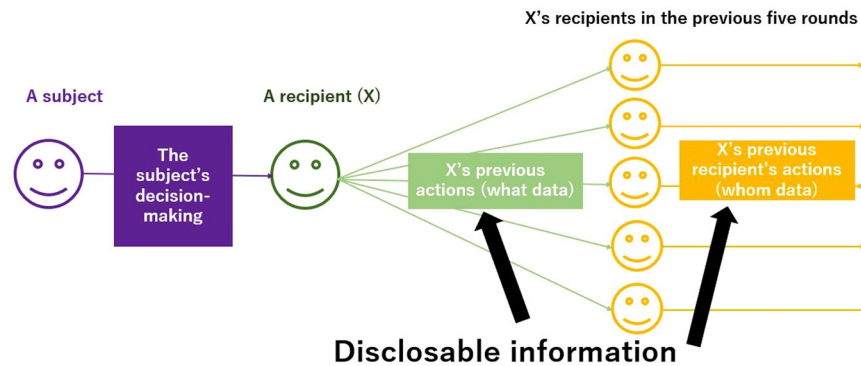 X's recipients in the previous five rounds
A subject
A recipient (X)
The
subject's
decision-
making
X's previous
actions (what data)
X's previous
recipient's actions
(whom data)
Disclosable information